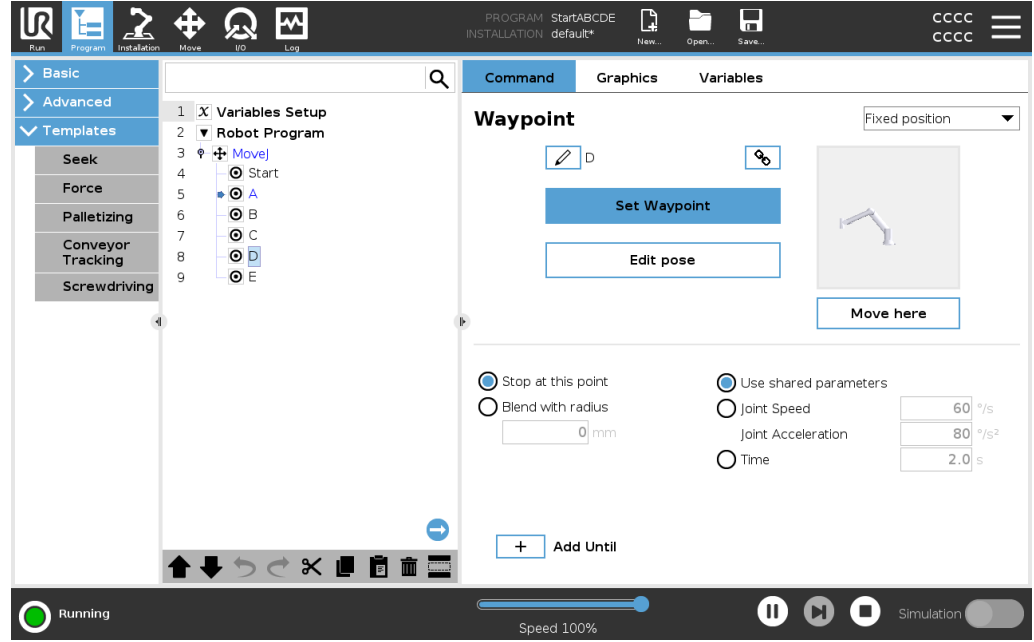 UR
Run
Program
Installation
Move
I/O
Log
PROGRAM StartABCDE
INSTALLATION default*
New...
Open...
Save...
CCCC
CCCC
Basic
Advanced
Templates
Seek
Force
Palletizing
Conveyor
Tracking
Screwdriving
1 X Variables Setup
2 Robot Program
3 MoveJ
4 Start
5 A
6 B
7 C
8 D
9 E
Command Graphics Variables
Waypoint
Fixed position
D
Set Waypoint
Edit pose
Move here
Stop at this point
Blend with radius
0 mm
Use shared parameters
Joint Speed 60 °/s
Joint Acceleration 80 °/s²
Time 2.0 s
+ Add Until
Running
Speed 100%
Simulation